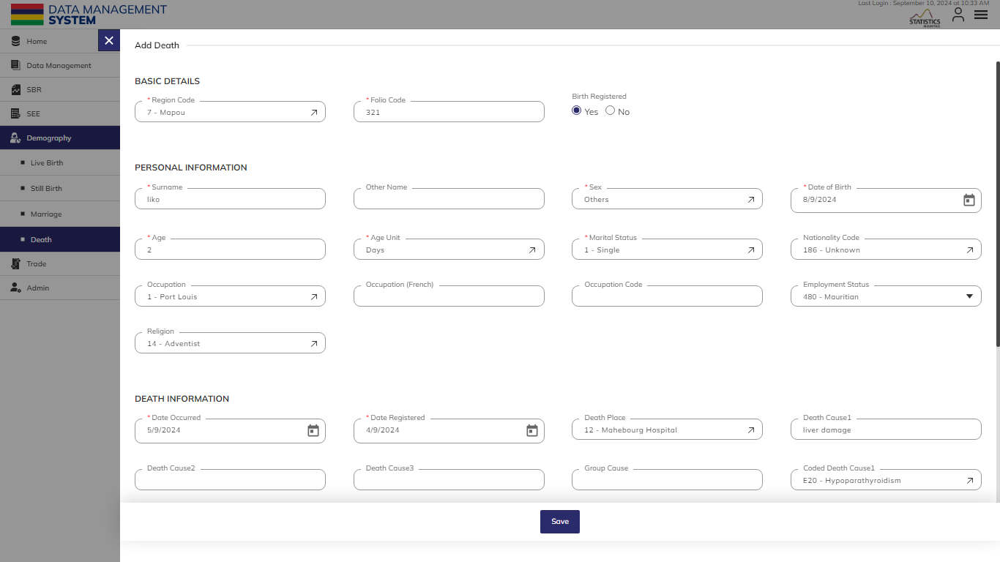 DATA MANAGEMENT
SYSTEM
Last Login : September 10, 2024 at 10:33 AM
STATISTICS
MAURITIUS
Home
Data Management
SBR
SEE
Demography
Live Birth
Still Birth
Marriage
Death
Trade
Admin
Add Death
BASIC DETAILS
* Region Code
7 - Mapou
* Folio Code
321
Birth Registered
Yes No
PERSONAL INFORMATION
* Surname
liko
Other Name
* Sex
Others
* Date of Birth
8/9/2024
* Age
2
* Age Unit
Days
* Marital Status
1 - Single
Nationality Code
186 - Unknown
Occupation
1 - Port Louis
Occupation (French)
Occupation Code
Employment Status
480 - Mauritian
Religion
14 - Adventist
DEATH INFORMATION
* Date Occurred
5/9/2024
* Date Registered
4/9/2024
Death Place
12 - Mahebourg Hospital
Death Cause1
liver damage
Death Cause2
Death Cause3
Group Cause
Coded Death Cause1
E20 - Hypoparathyroidism
Save